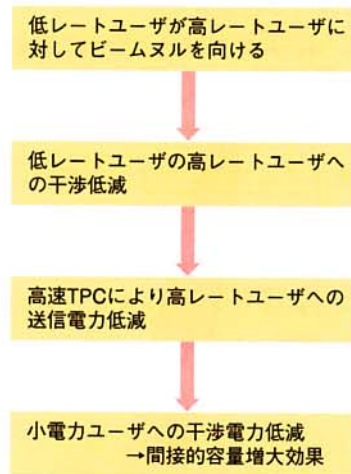 低レートユーザが高レートユーザに
対してビームヌルを向ける
低レートユーザの高レートユーザへ
の干渉低減
高速TPCにより高レートユーザへの
送信電力低減
小電力ユーザへの干渉電力低減
→間接的容量増大効果